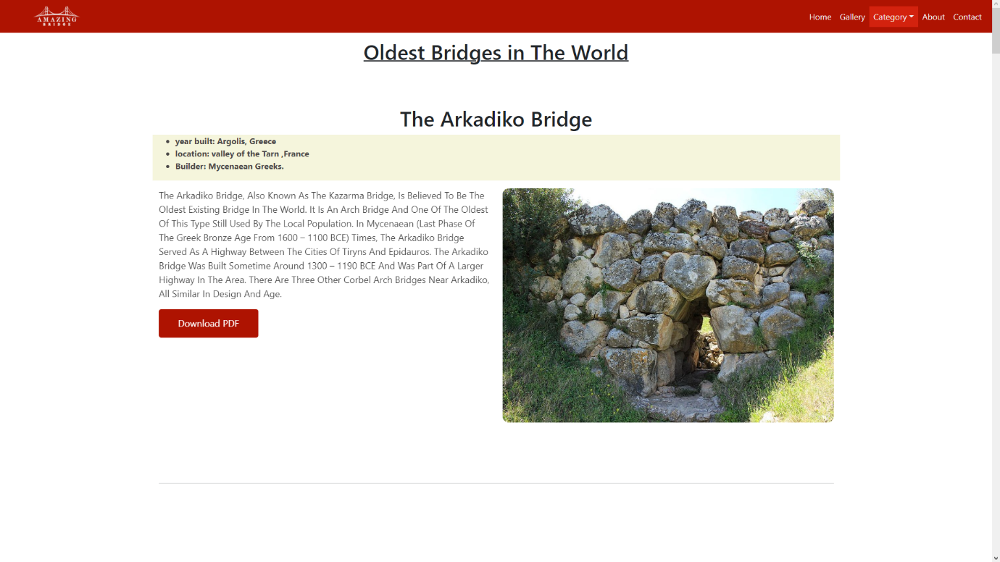 AMAZING
BRIDGE
Home Gallery Category About Contact
Oldest Bridges in The World
The Arkadiko Bridge
• year built: Argolis, Greece
• location: valley of the Tarn ,France
• Builder: Mycenaean Greeks.
The Arkadiko Bridge, Also Known As The Kazarma Bridge, Is Believed To Be The
Oldest Existing Bridge In The World. It Is An Arch Bridge And One Of The Oldest
Of This Type Still Used By The Local Population. In Mycenaean (Last Phase Of
The Greek Bronze Age From 1600 – 1100 BCE) Times, The Arkadiko Bridge
Served As A Highway Between The Cities Of Tiryns And Epidauros. The Arkadiko
Bridge Was Built Sometime Around 1300 – 1190 BCE And Was Part Of A Larger
Highway In The Area. There Are Three Other Corbel Arch Bridges Near Arkadiko,
All Similar In Design And Age.
Download PDF